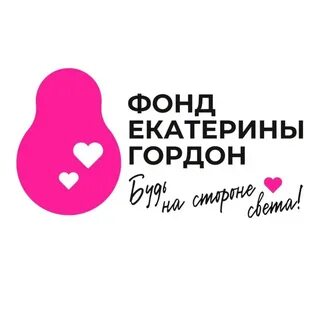 ФОНД
ЕКАТЕРИНЫ
ГОРДОН
Будь
на стороне
света!